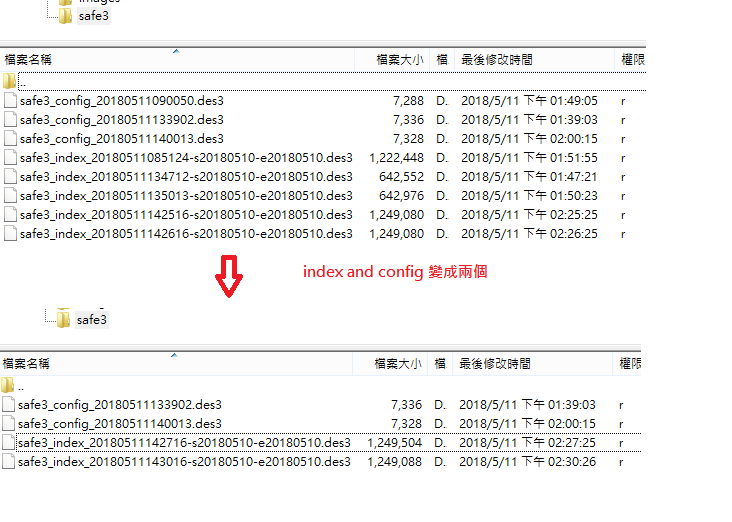 images
safe3
檔案名稱 檔案大小 檔 最後修改時間 權限
..
safe3_config_20180511090050.des3 7,288 D. 2018/5/11 下午 01:49:05 r
safe3_config_20180511133902.des3 7,336 D. 2018/5/11 下午 01:39:03 r
safe3_config_20180511140013.des3 7,328 D. 2018/5/11 下午 02:00:15 r
safe3_index_20180511085124-s20180510-e20180510.des3 1,222,448 D. 2018/5/11 下午 01:51:55 r
safe3_index_20180511134712-s20180510-e20180510.des3 642,552 D. 2018/5/11 下午 01:47:21 r
safe3_index_20180511135013-s20180510-e20180510.des3 642,976 D. 2018/5/11 下午 01:50:23 r
safe3_index_20180511142516-s20180510-e20180510.des3 1,249,080 D. 2018/5/11 下午 02:25:25 r
safe3_index_20180511142616-s20180510-e20180510.des3 1,249,080 D. 2018/5/11 下午 02:26:25 r
index and config 變成兩個
safe3
檔案名稱 檔案大小 檔 最後修改時間 權限
..
safe3_config_20180511133902.des3 7,336 D. 2018/5/11 下午 01:39:03 r
safe3_config_20180511140013.des3 7,328 D. 2018/5/11 下午 02:00:15 r
safe3_index_20180511142716-s20180510-e20180510.des3 1,249,504 D. 2018/5/11 下午 02:27:25 r
safe3_index_20180511143016-s20180510-e20180510.des3 1,249,088 D. 2018/5/11 下午 02:30:26 r